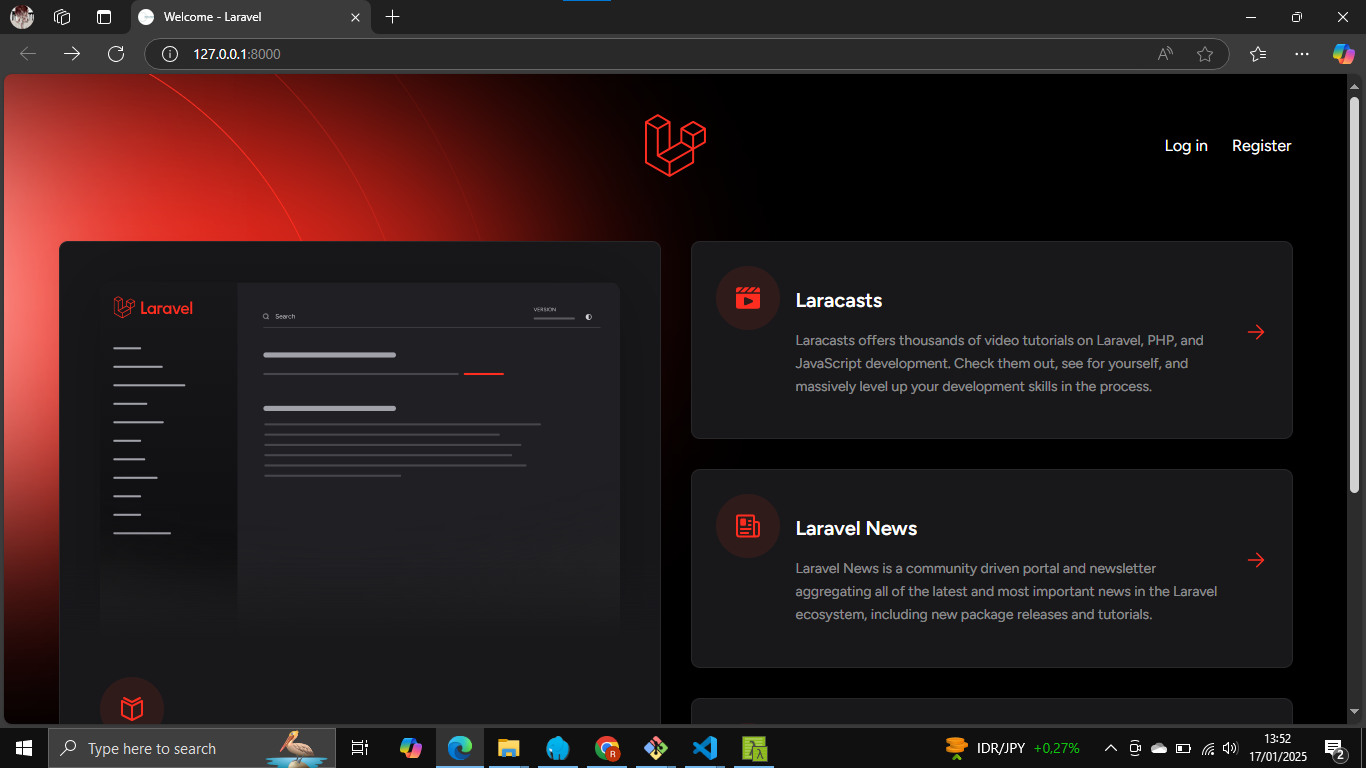 Welcome - Laravel
127.0.0.1:8000
Log in
Register
Laravel
Search
VERSION
Laracasts
Laracasts offers thousands of video tutorials on Laravel, PHP, and
JavaScript development. Check them out, see for yourself, and
massively level up your development skills in the process.
Laravel News
Laravel News is a community driven portal and newsletter
aggregating all of the latest and most important news in the Laravel
ecosystem, including new package releases and tutorials.
Type here to search
R
IDR/JPY +0,27%
13:52
17/01/2025
2